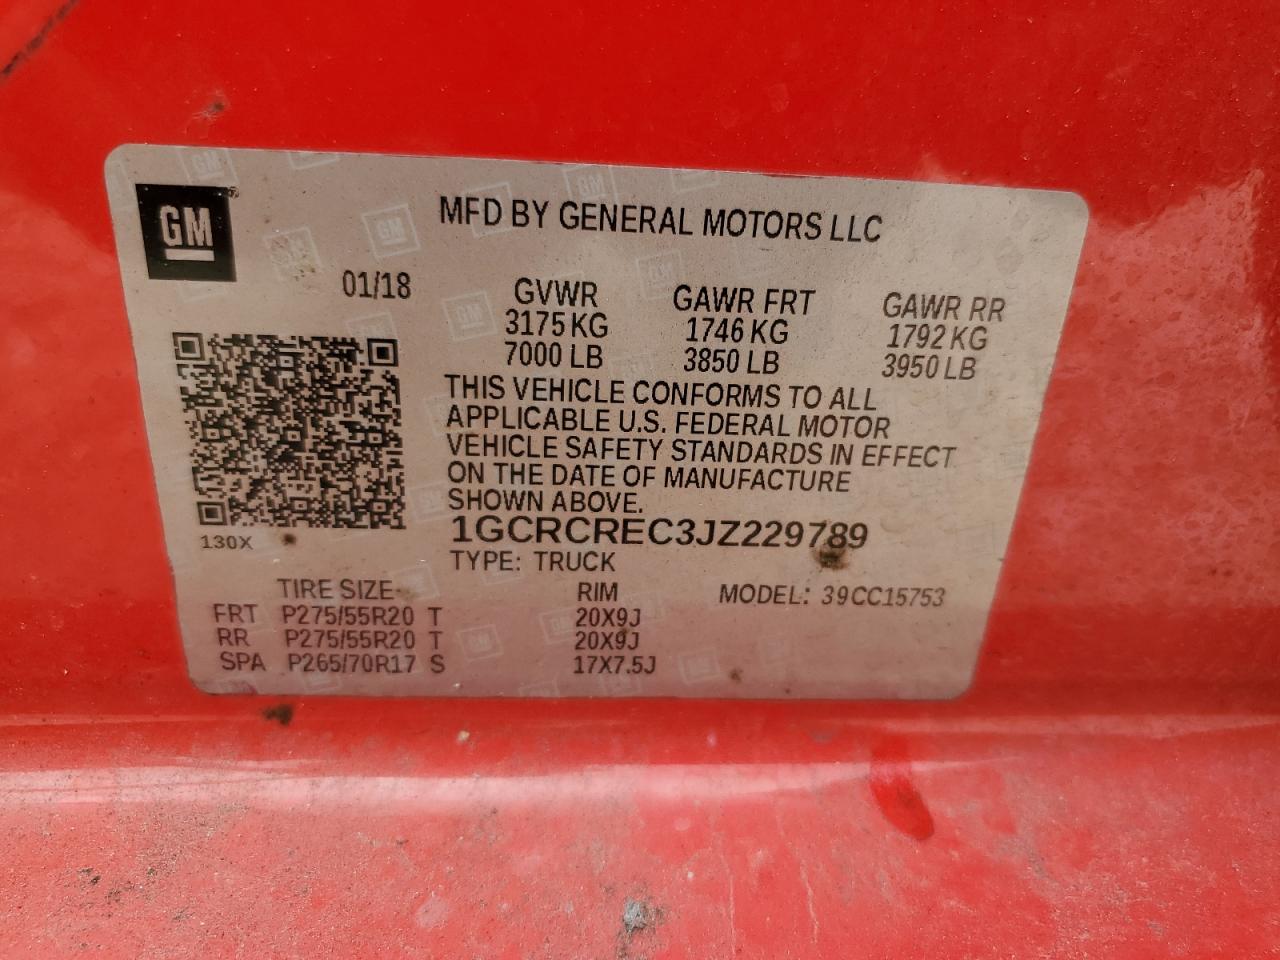 GM
MFD BY GENERAL MOTORS LLC
01/18 GVWR GAWR FRT GAWR RR
3175 KG 1746 KG 1792 KG
7000 LB 3850 LB 3950 LB
THIS VEHICLE CONFORMS TO ALL
APPLICABLE U.S. FEDERAL MOTOR
VEHICLE SAFETY STANDARDS IN EFFECT
ON THE DATE OF MANUFACTURE
SHOWN ABOVE.
1GCRCREC3JZ229789
130X TYPE: TRUCK
TIRE SIZE RIM MODEL: 39CC15753
FRT P275/55R20 T 20X9J
RR P275/55R20 T 20X9J
SPA P265/70R17 S 17X7.5J